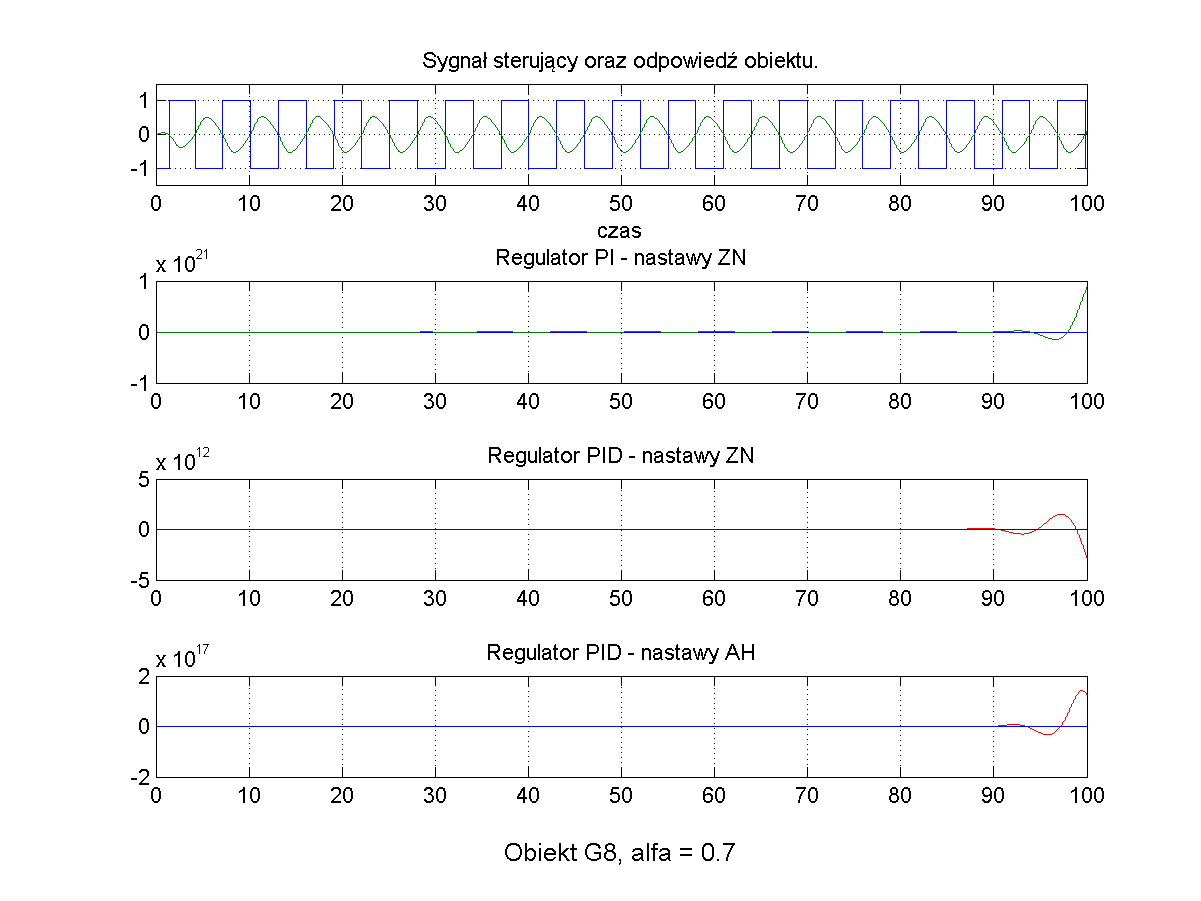 Sygnał sterujący oraz odpowiedź obiektu.
1
0
-1
0 10 20 30 40 50 60 70 80 90 100
czas
Regulator PI - nastawy ZN
x 10^21
1
0
-1
0 10 20 30 40 50 60 70 80 90 100
Regulator PID - nastawy ZN
x 10^12
5
0
-5
0 10 20 30 40 50 60 70 80 90 100
Regulator PID - nastawy AH
x 10^17
2
0
-2
0 10 20 30 40 50 60 70 80 90 100
Obiekt G8, alfa = 0.7